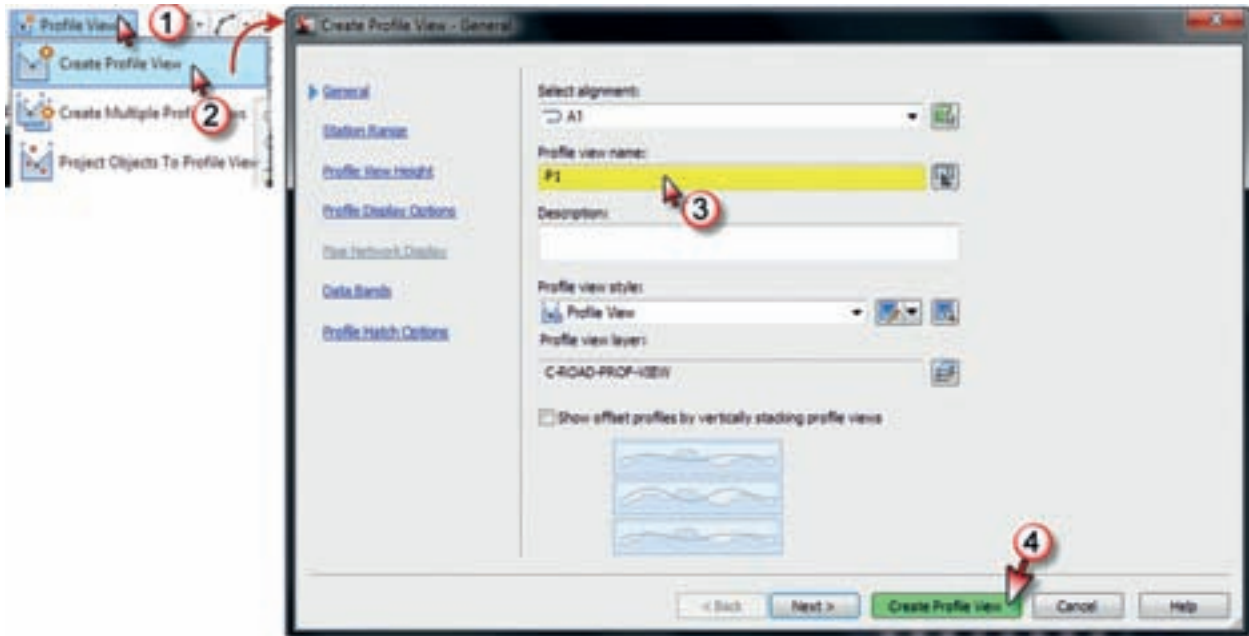 Profile View
1
Create Profile View
2
Create Multiple Profile Views
Project Objects To Profile View
Create Profile View - General
General
Station Range
Profile View Height
Profile Display Options
Pipe Network Display
Data Bands
Profile Hatch Options
Select alignment:
A1
Profile view name:
P1
3
Description:
Profile view style:
Profile View
Profile view layer:
C-ROAD-PROF-VIEW
Show offset profiles by vertically stacking profile views
4
< Back
Next >
Create Profile View
Cancel
Help